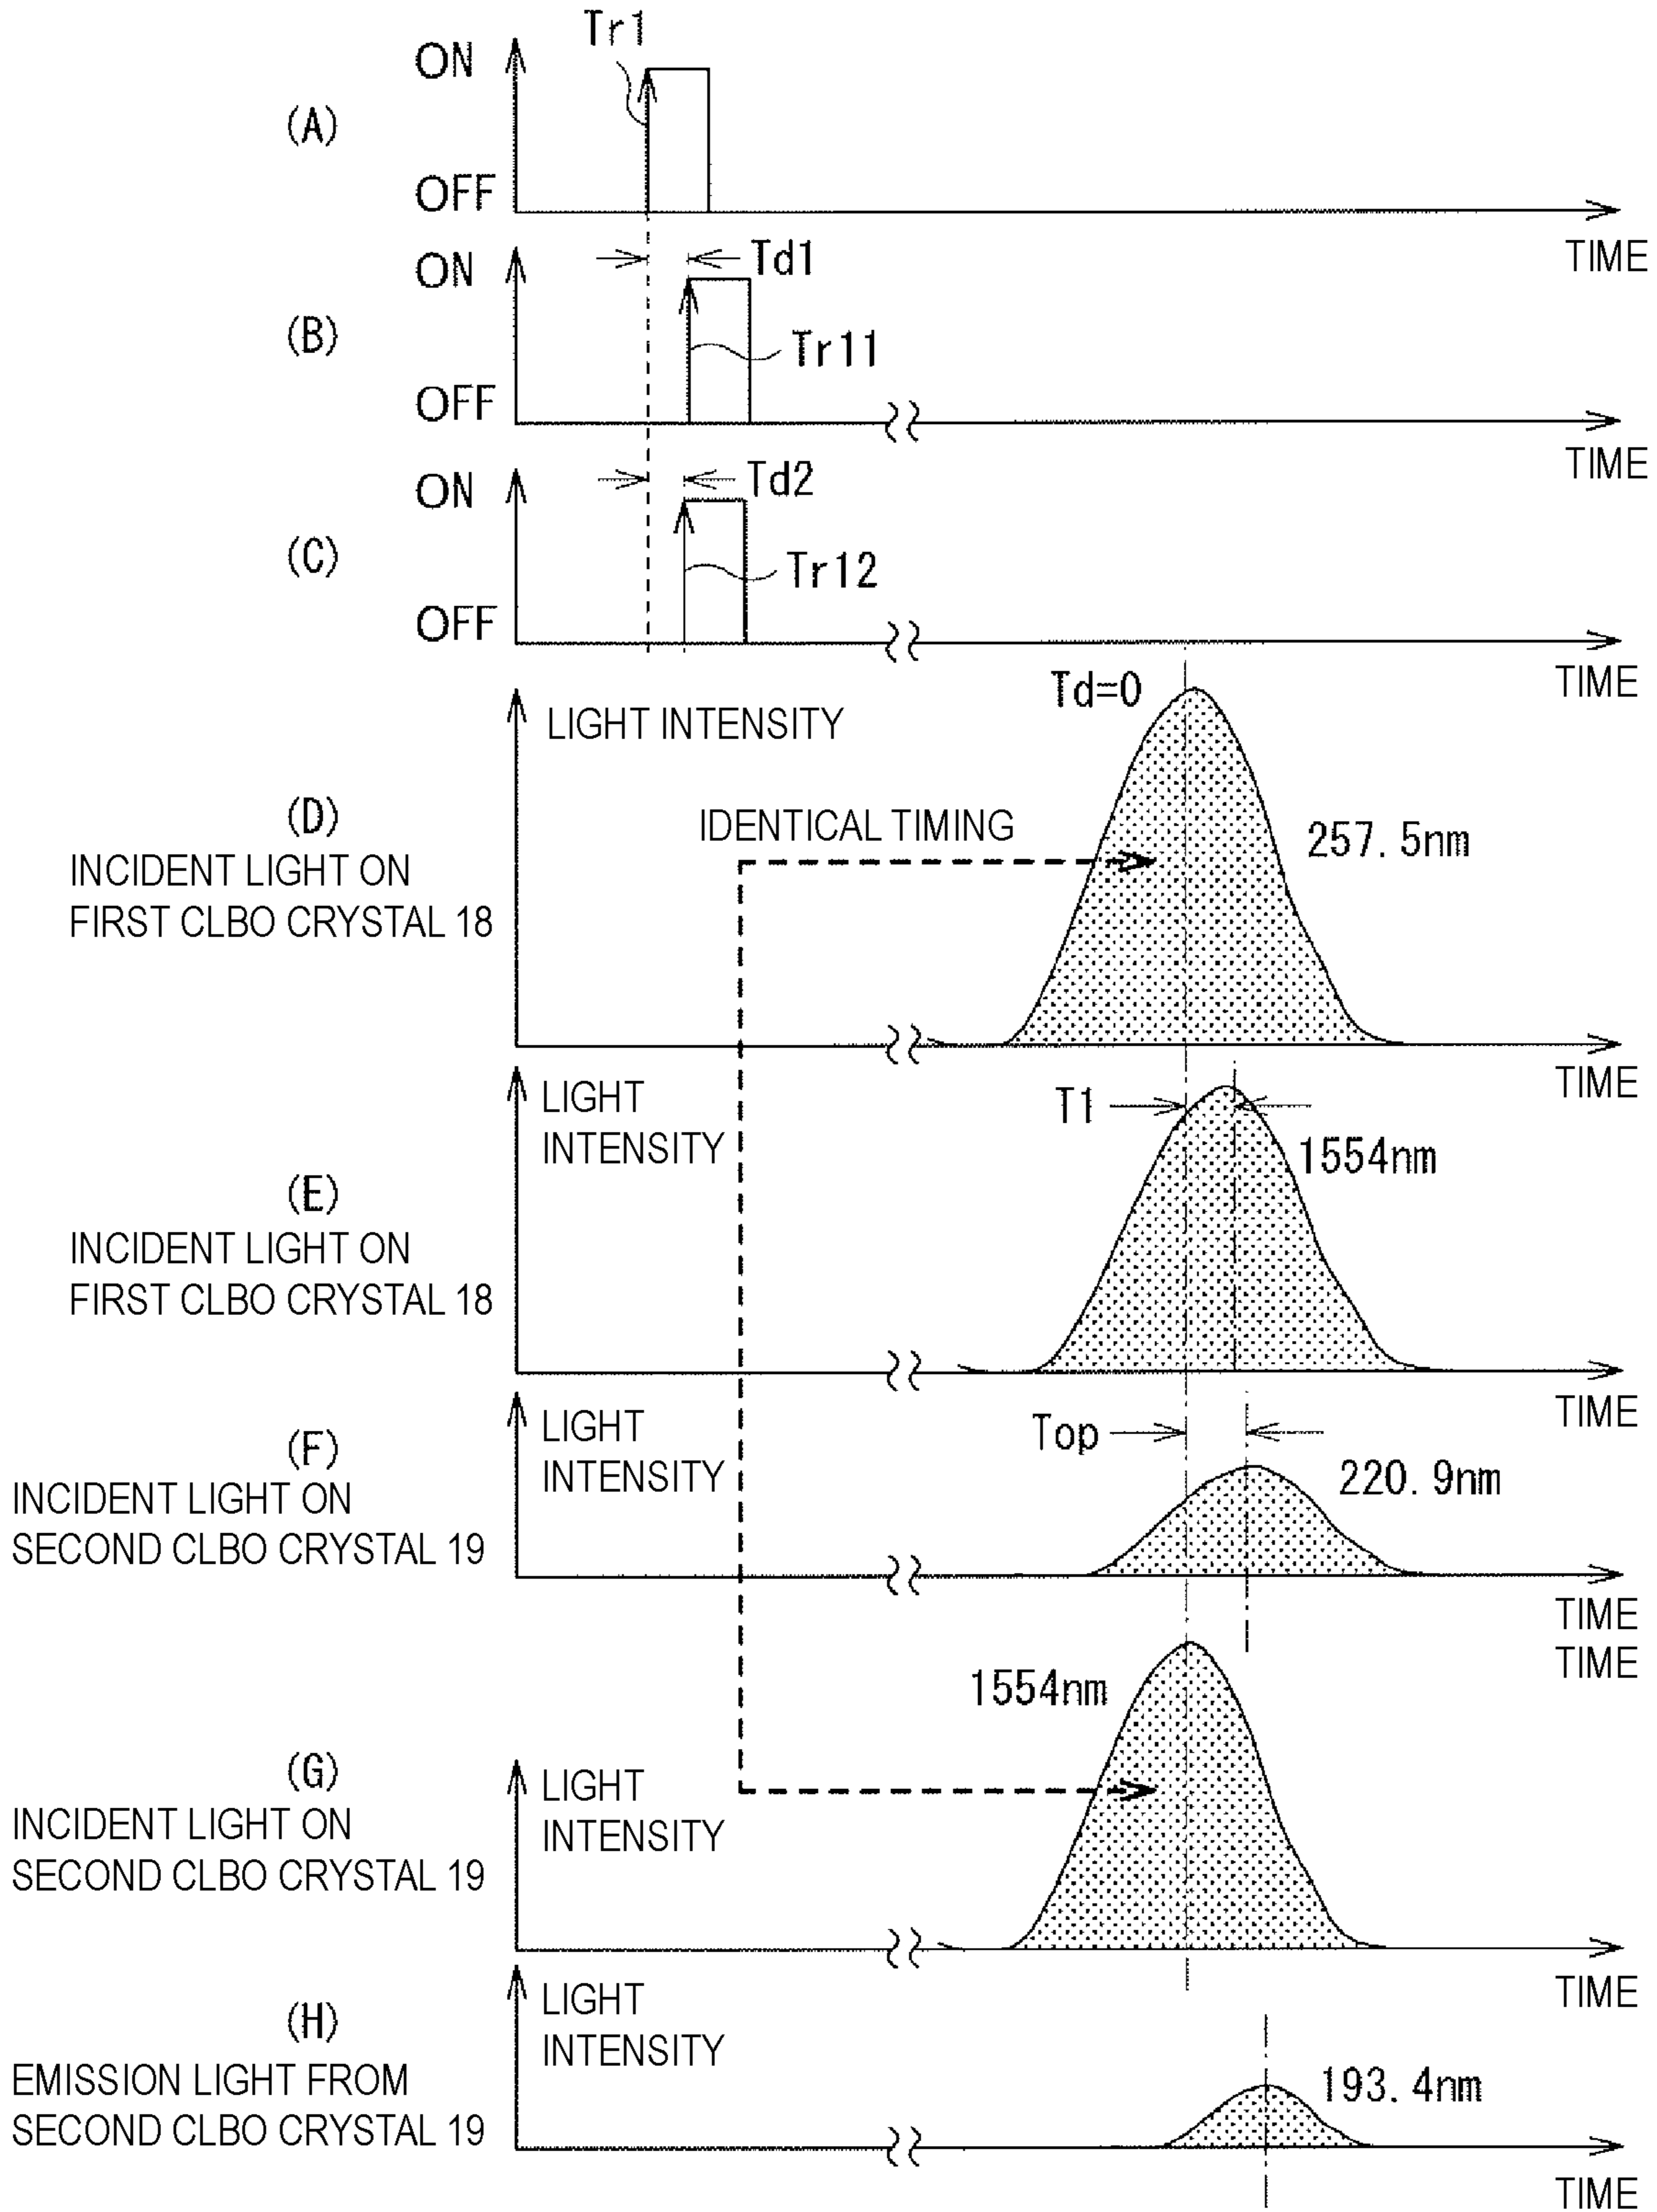 Tr1
ON
(A)
OFF
TIME
ON
Td1
(B)
Tr11
OFF
TIME
ON
Td2
(C)
Tr12
OFF
TIME
Td=0
LIGHT INTENSITY
(D)
INCIDENT LIGHT ON
FIRST CLBO CRYSTAL 18
IDENTICAL TIMING
257.5nm
TIME
LIGHT
INTENSITY
T1
1554nm
(E)
INCIDENT LIGHT ON
FIRST CLBO CRYSTAL 18
TIME
LIGHT
INTENSITY
Top
220.9nm
(F)
INCIDENT LIGHT ON
SECOND CLBO CRYSTAL 19
TIME
TIME
1554nm
(G)
INCIDENT LIGHT ON
SECOND CLBO CRYSTAL 19
LIGHT
INTENSITY
TIME
LIGHT
INTENSITY
(H)
EMISSION LIGHT FROM
SECOND CLBO CRYSTAL 19
193.4nm
TIME